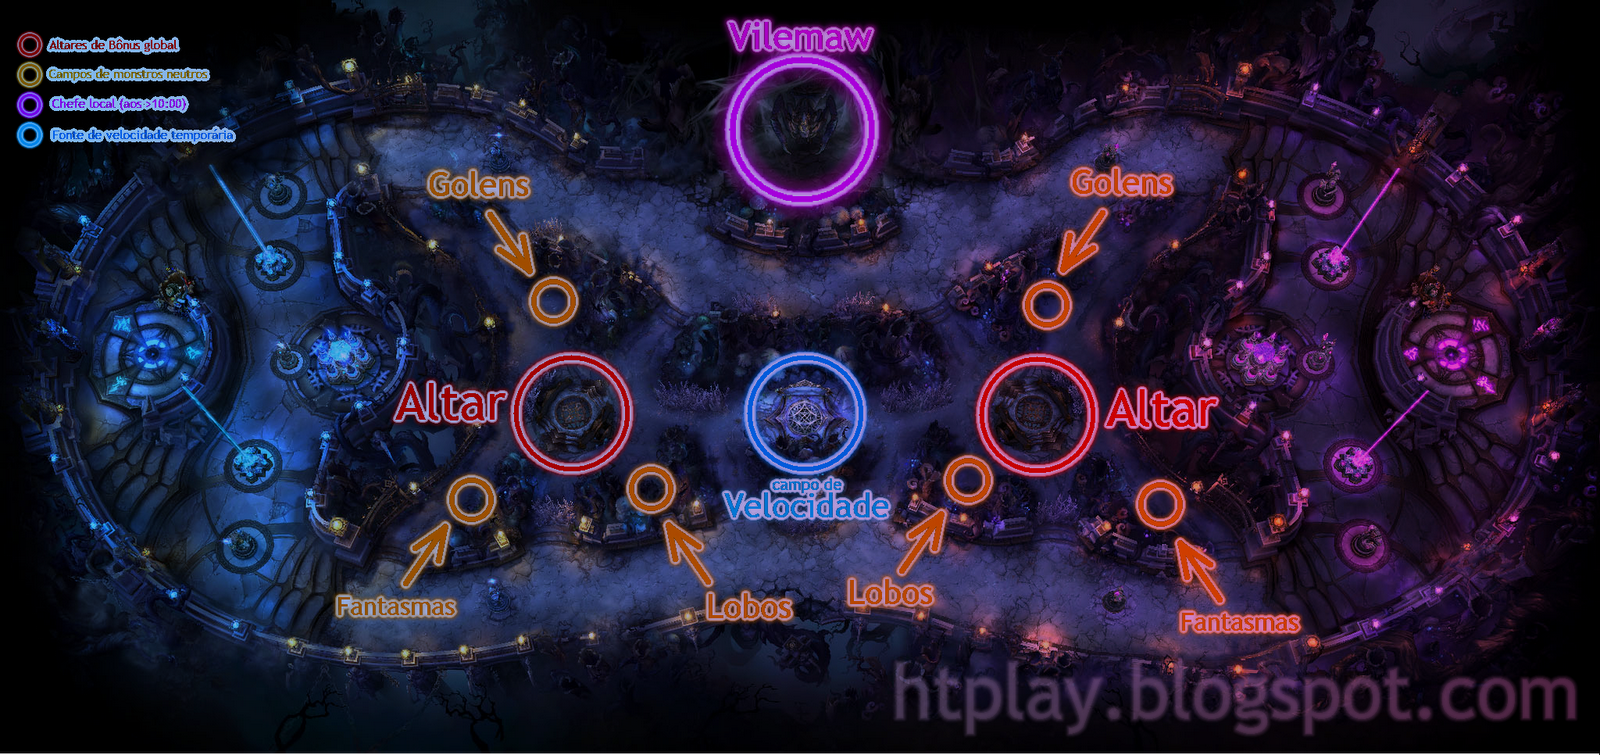 Vilemaw
Altares de Bônus global
Campos de monstros neutros
Chefe local (aos >10:00)
Fonte de velocidade temporária
Golens
Golens
Altar
Altar
campo de
Velocidade
Fantasmas
Lobos
Lobos
Fantasmas
htplay.blogspot.com